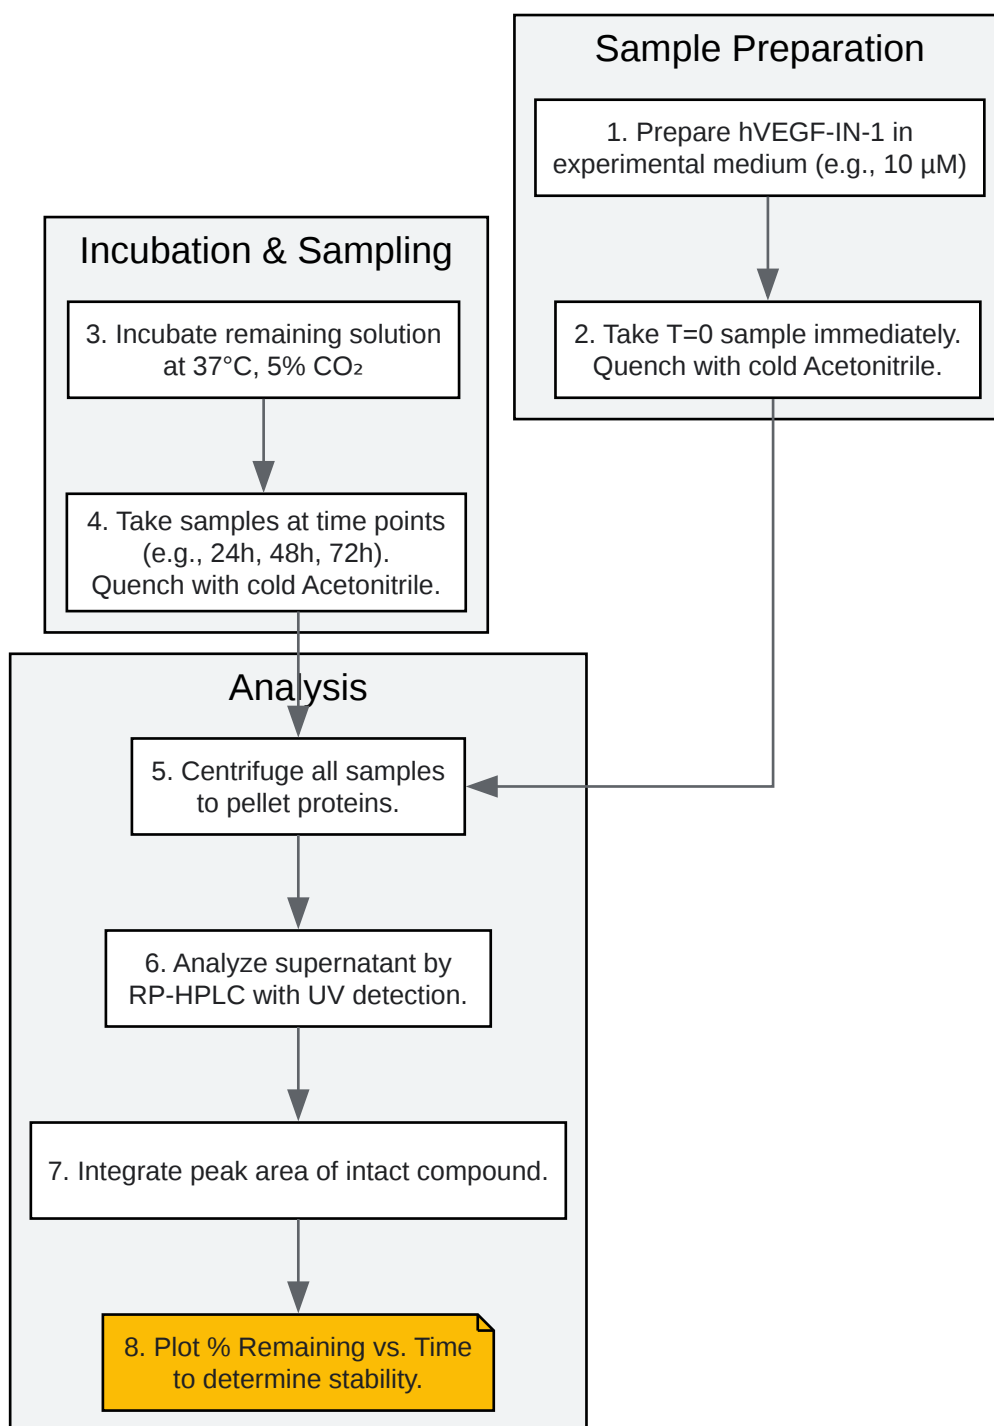 Sample Preparation
1. Prepare hVEGF-IN-1 in
experimental medium (e.g., 10 µM)
2. Take T=0 sample immediately.
Quench with cold Acetonitrile.
Incubation & Sampling
3. Incubate remaining solution
at 37°C, 5% CO₂
4. Take samples at time points
(e.g., 24h, 48h, 72h).
Quench with cold Acetonitrile.
Analysis
5. Centrifuge all samples
to pellet proteins.
6. Analyze supernatant by
RP-HPLC with UV detection.
7. Integrate peak area of intact compound.
8. Plot % Remaining vs. Time
to determine stability.